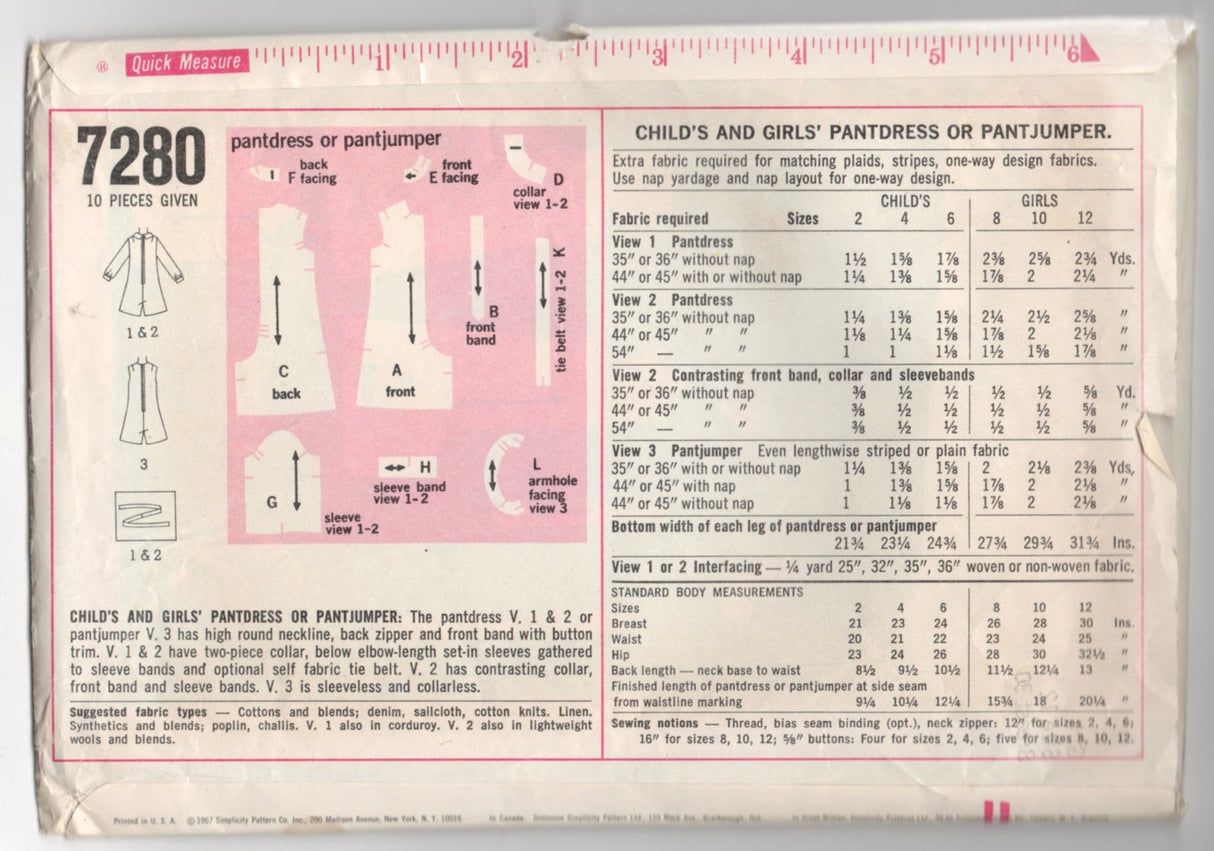 ® Quick Measure 1 2 3 4 5 6
7280
10 PIECES GIVEN
1 & 2
3
1 & 2
pantdress or pantjumper
back
F facing
front
E facing
D
collar
view 1-2
C
back
A
front
B
front
band
tie belt view 1-2 K
G
sleeve
view 1-2
H
sleeve band
view 1-2
L
armhole
facing
view 3
CHILD'S AND GIRLS' PANTDRESS OR PANTJUMPER: The pantdress V. 1 & 2 or
pantjumper V. 3 has high round neckline, back zipper and front band with button
trim. V. 1 & 2 have two-piece collar, below elbow-length set-in sleeves gathered
to sleeve bands and optional self fabric tie belt. V. 2 has contrasting collar,
front band and sleeve bands. V. 3 is sleeveless and collarless.
Suggested fabric types — Cottons and blends; denim, sailcloth, cotton knits. Linen.
Synthetics and blends; poplin, challis. V. 1 also in corduroy. V. 2 also in lightweight
wools and blends.
CHILD'S AND GIRLS' PANTDRESS OR PANTJUMPER.
Extra fabric required for matching plaids, stripes, one-way design fabrics.
Use nap yardage and nap layout for one-way design.
CHILD'S GIRLS
Fabric required Sizes 2 4 6 8 10 12
View 1 Pantdress
35" or 36" without nap 1½ 1⅝ 1⅞ 2⅜ 2⅝ 2¾ Yds.
44" or 45" with or without nap 1¼ 1⅜ 1⅝ 1⅞ 2 2¼ "
View 2 Pantdress
35" or 36" without nap 1¼ 1⅜ 1⅝ 2¼ 2½ 2⅝ "
44" or 45" " " 1⅛ 1¼ 1⅝ 1⅞ 2 2⅛ "
54" — " " 1 1 1⅛ 1½ 1⅝ 1⅞ "
View 2 Contrasting front band, collar and sleevebands
35" or 36" without nap ⅜ ½ ½ ½ ½ ⅝ Yd.
44" or 45" " " ⅜ ½ ½ ½ ½ ⅝ "
54" — " " ⅜ ½ ½ ½ ½ ⅝ "
View 3 Pantjumper Even lengthwise striped or plain fabric
35" or 36" with or without nap 1¼ 1⅜ 1⅝ 2 2⅛ 2⅜ Yds.
44" or 45" with nap 1 1⅜ 1⅝ 1⅞ 2 2⅛ "
44" or 45" without nap 1 1⅛ 1⅛ 1⅞ 2 2⅛ "
Bottom width of each leg of pantdress or pantjumper
21¾ 23¼ 24¾ 27¾ 29¾ 31¾ Ins.
View 1 or 2 Interfacing — ¼ yard 25", 32", 35", 36" woven or non-woven fabric.
STANDARD BODY MEASUREMENTS
Sizes 2 4 6 8 10 12
Breast 21 23 24 26 28 30 Ins.
Waist 20 21 22 23 24 25 "
Hip 23 24 26 28 30 32½ "
Back length — neck base to waist 8½ 9½ 10½ 11½ 12¼ 13 "
Finished length of pantdress or pantjumper at side seam
from waistline marking 9¼ 10¼ 12¼ 15¾ 18 20¼ "
Sewing notions — Thread, bias seam binding (opt.), neck zipper: 12" for sizes 2, 4, 6;
16" for sizes 8, 10, 12; ⅝" buttons: Four for sizes 2, 4, 6; five for sizes 8, 10, 12.
Printed in U. S. A. © 1967 Simplicity Pattern Co. Inc., 200 Madison Avenue, New York, N. Y. 10016 In Canada, Dominion Simplicity Patterns Ltd.